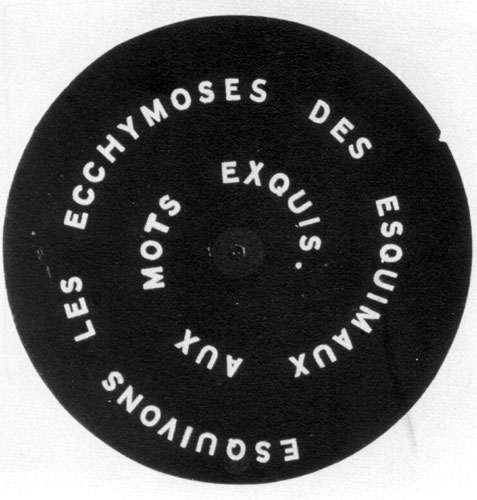 ESQUIVONS LES ECCHYMOSES DES ESQUIMAUX AUX MOTS EXQUIS.